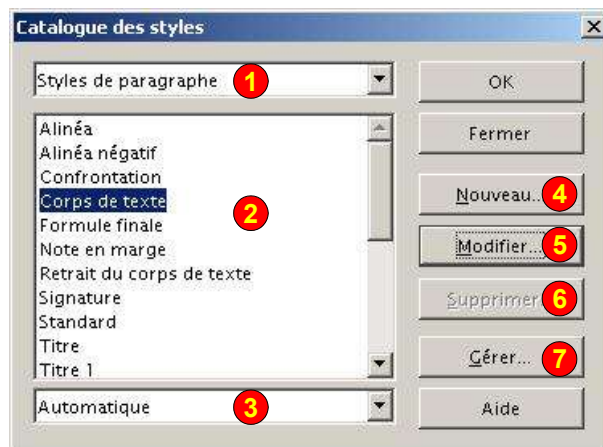 Catalogue des styles
Styles de paragraphe 1
OK
Alinéa
Alinéa négatif
Confrontation
Corps de texte
Formule finale
Note en marge
Retrait du corps de texte
Signature
Standard
Titre
Titre 1
2
Fermer
Nouveau... 4
Modifier... 5
Supprimer 6
Gérer... 7
Automatique 3
Aide